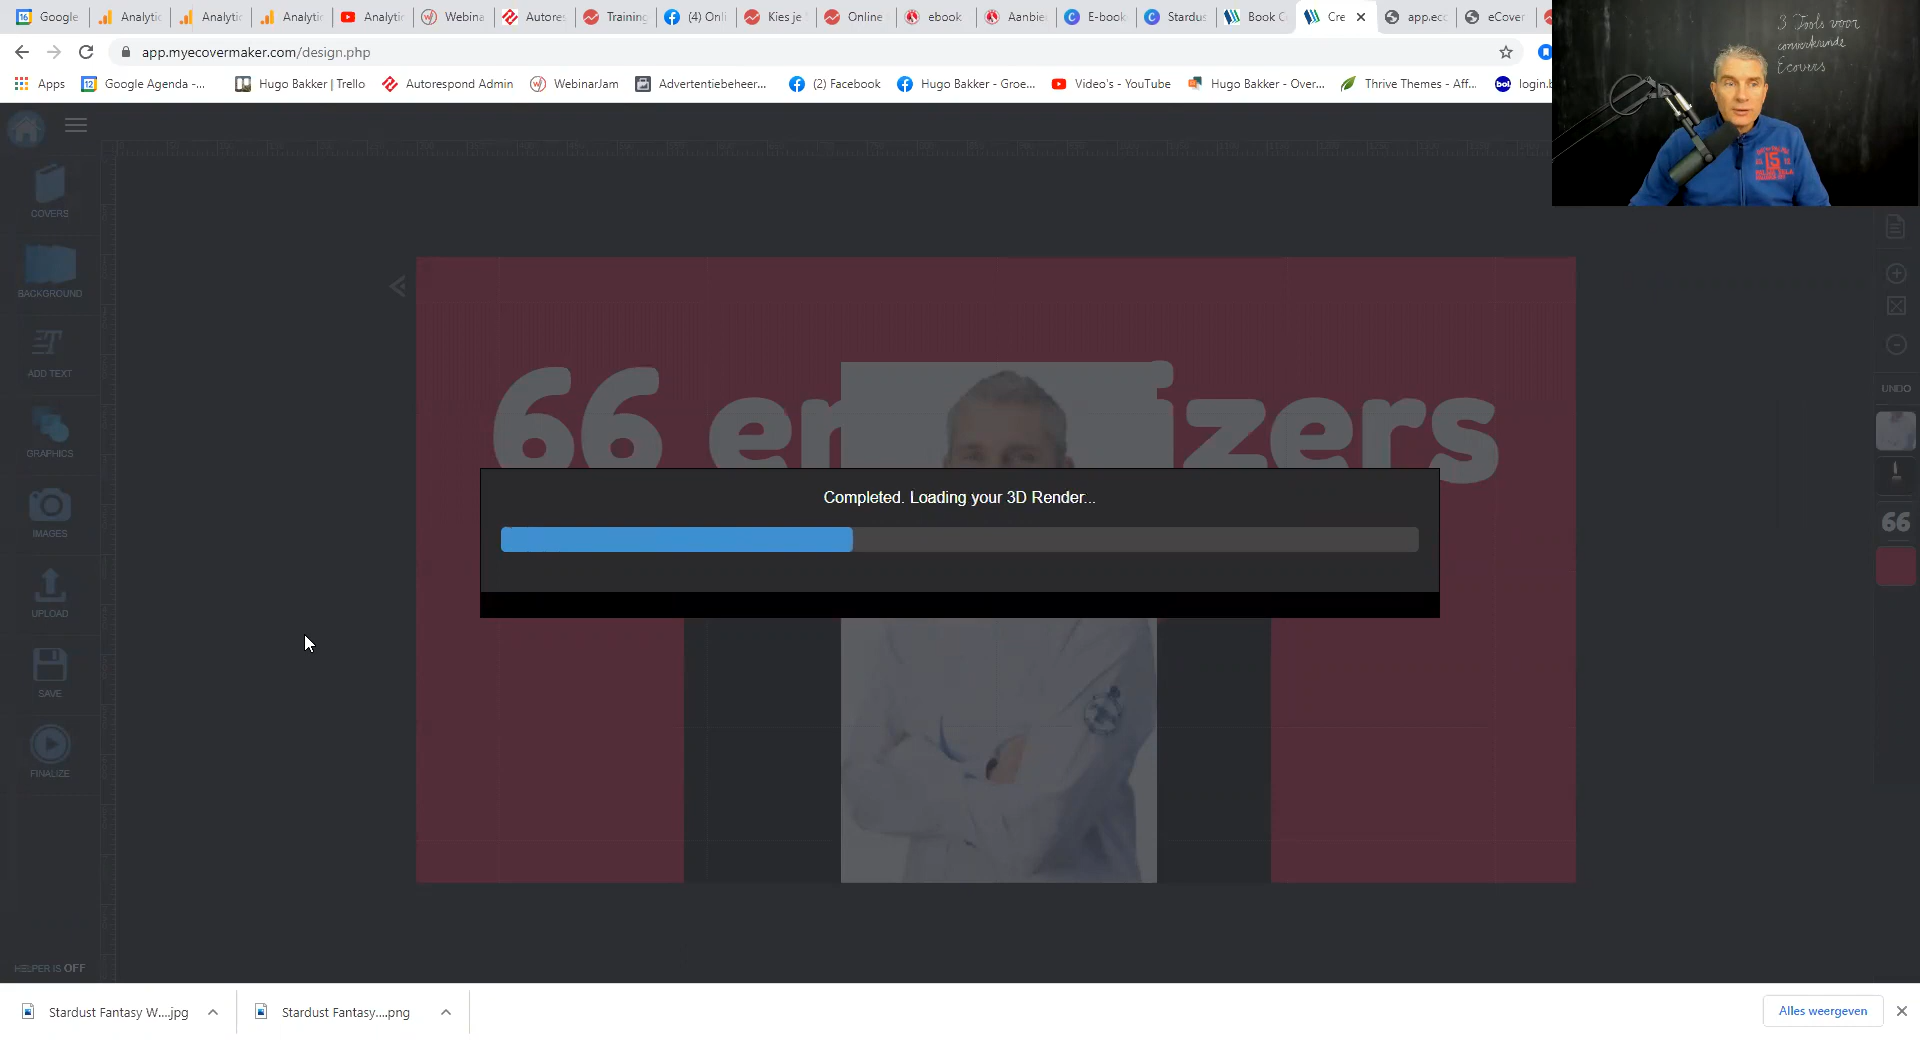 Google
Analytic
Analytic
Analytic
Analytic
Webina
Autores
Training
(4) Onli
Kies je
Online
ebook
Aanbie
E-book
Stardus
Book C
Cre
app.ecc
eCover
app.myecovermaker.com/design.php
Apps
Google Agenda -...
Hugo Bakker | Trello
Autorespond Admin
WebinarJam
Advertentiebeheer...
(2) Facebook
Hugo Bakker - Groe...
Video's - YouTube
Hugo Bakker - Over...
Thrive Themes - Aff...
bol.
login.b
3 Tools voor
converterende
Ecovers
COVERS
BACKGROUND
ADD TEXT
GRAPHICS
IMAGES
UPLOAD
SAVE
FINALIZE
HELPER IS OFF
UNDO
66
66 en izers
Completed. Loading your 3D Render...
Stardust Fantasy W....jpg
Stardust Fantasy....png
Alles weergeven